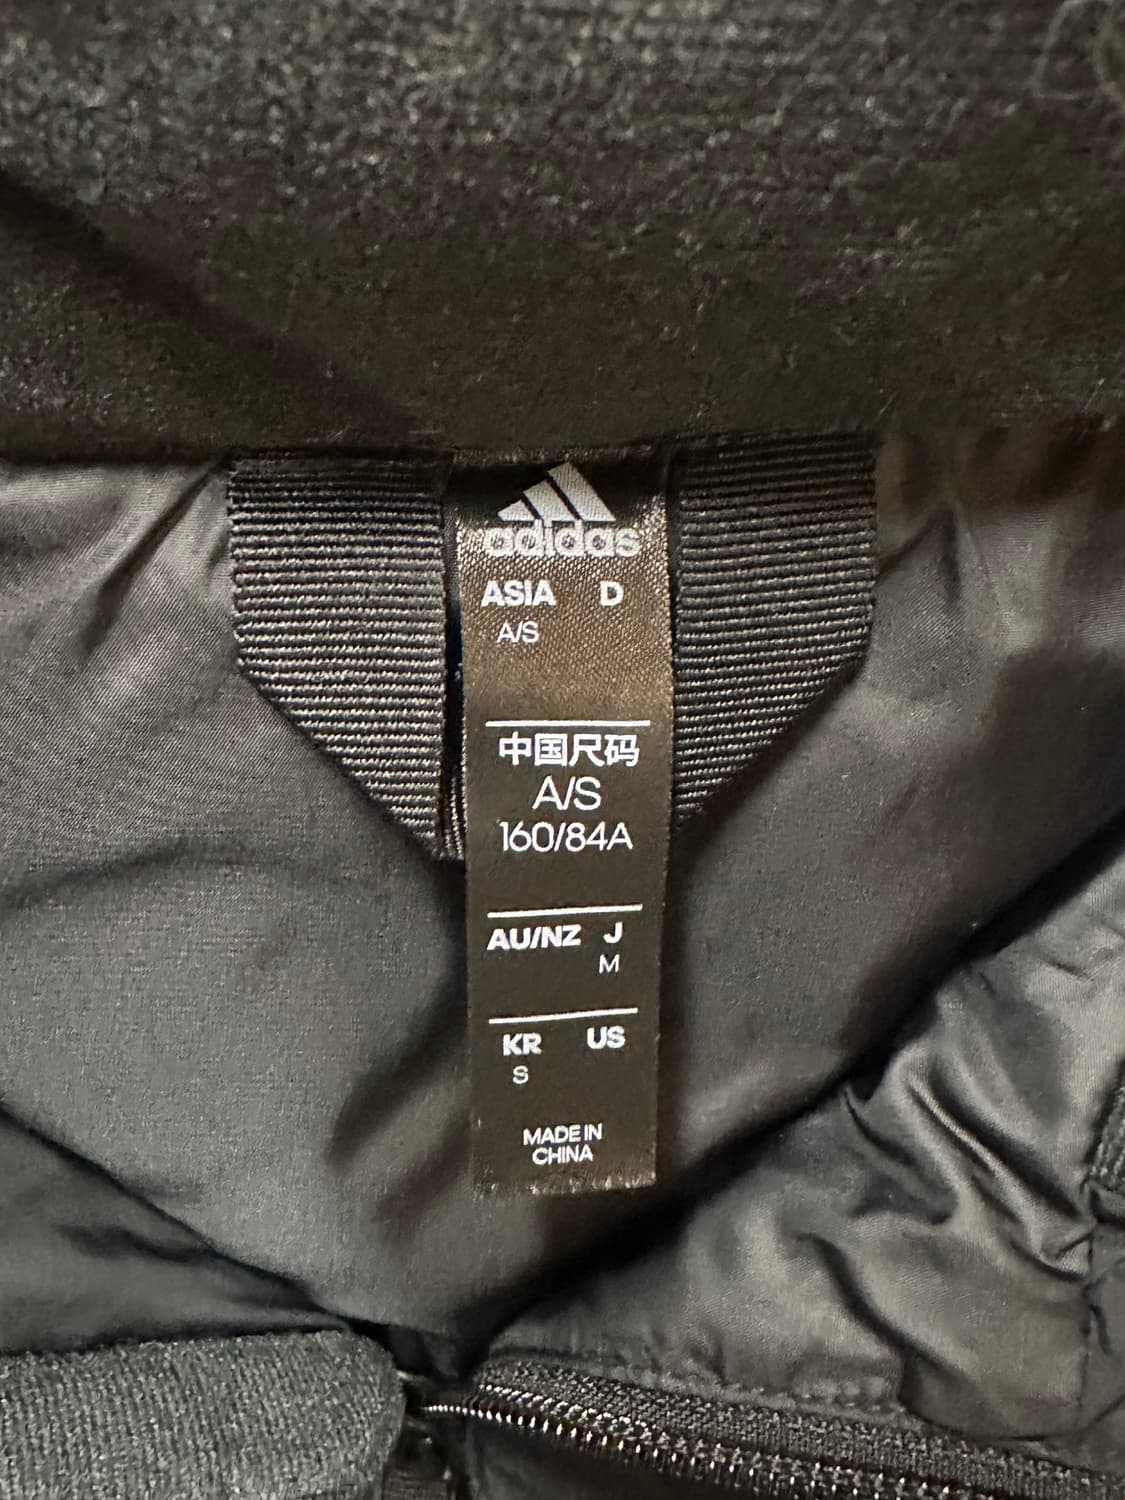 adidas
ASIA D
A/S
中国尺码
A/S
160/84A
AU/NZ J
M
KR US
S
MADE IN
CHINA